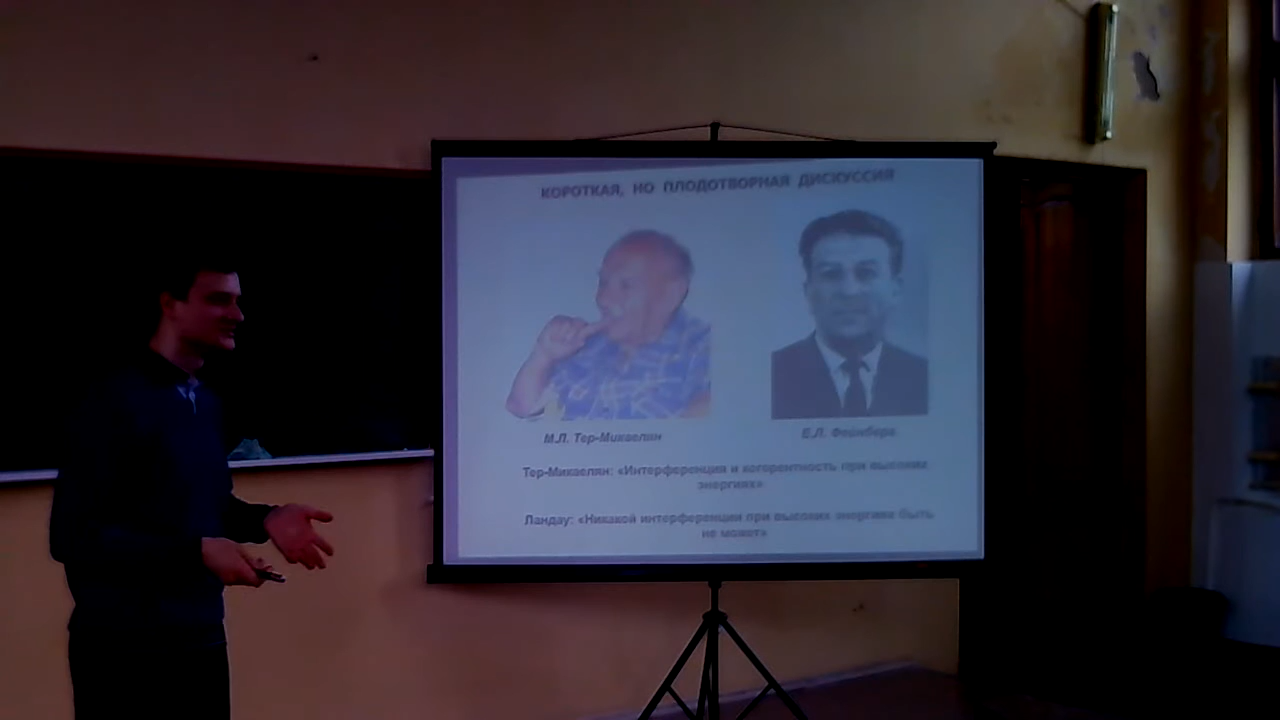 КОРОТКАЯ, НО ПЛОДОТВОРНАЯ ДИСКУССИЯ
М.Л. Тер-Микаелян
Е.Л. Фейнберг
Тер-Микаелян: «Интерференция и когерентность при высоких
энергиях»
Ландау: «Никакой интерференции при высоких энергиях быть
не может»